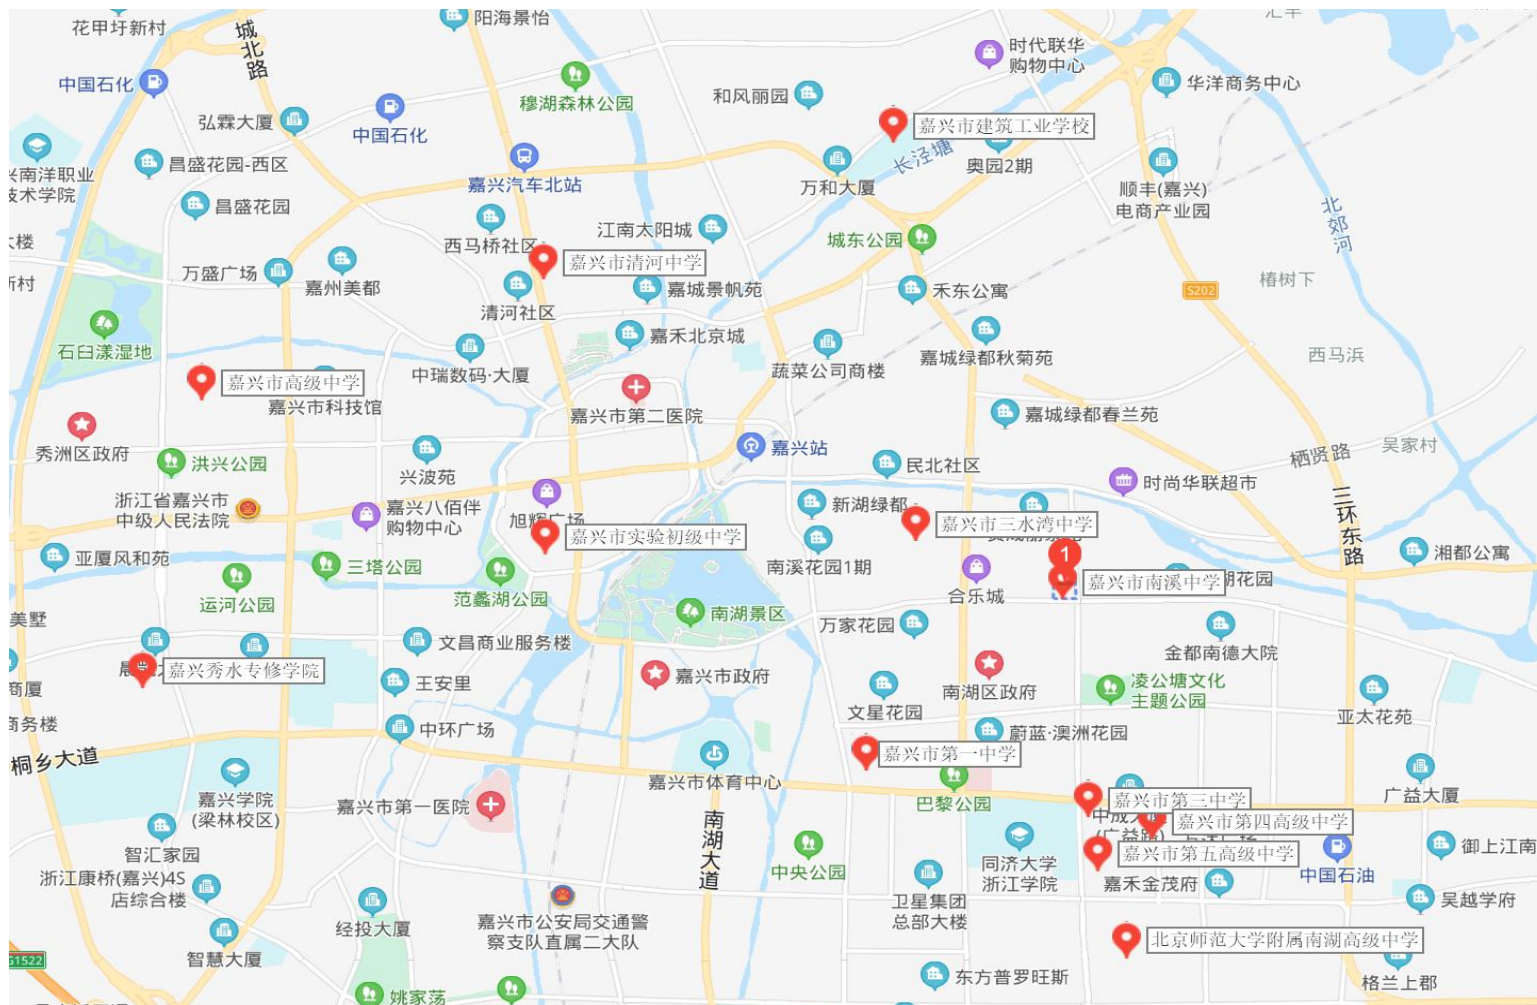 花甲圩新村
阳海景怡
汇丰
城北路
时代联华
购物中心
中国石化
穆湖森林公园
和风丽园
华洋商务中心
弘霖大厦
中国石化
嘉兴市建筑工业学校
兴南洋职业
技术学院
昌盛花园-西区
嘉兴汽车北站
万和大厦
长泾塘
奥园2期
顺丰(嘉兴)
电商产业园
昌盛花园
北郊河
大楼
西马桥社区
江南太阳城
城东公园
万盛广场
嘉兴市清河中学
新村
嘉州美都
清河社区
嘉城景帆苑
禾东公寓
S202
椿树下
石臼漾湿地
嘉禾北京城
中瑞数码·大厦
蔬菜公司商楼
嘉城绿都秋菊苑
西马浜
嘉兴市高级中学
嘉兴市科技馆
嘉兴市第二医院
嘉城绿都春兰苑
秀洲区政府
嘉兴站
吴家村
洪兴公园
兴波苑
民北社区
栖贤路
浙江省嘉兴市
中级人民法院
嘉兴八佰伴
购物中心
旭辉广场
新湖绿都
时尚华联超市
三环东路
嘉兴市三水湾中学
嘉兴市实验初级中学
亚厦风和苑
三塔公园
南溪花园1期
1
湘都公寓
运河公园
范蠡湖公园
合乐城
嘉兴市南溪中学
湖花园
美墅
南湖景区
万家花园
文昌商业服务楼
金都南德大院
嘉兴秀水专修学院
商厦
王安里
嘉兴市政府
南湖区政府
凌公塘文化
主题公园
商务楼
文星花园
亚太花苑
中环广场
蔚蓝·澳洲花园
桐乡大道
嘉兴市第一中学
嘉兴学院
(梁林校区)
嘉兴市体育中心
巴黎公园
广益大厦
嘉兴市第一医院
嘉兴市第三中学
中成大厦
(广益路)
嘉兴市第四高级中学
南湖大道
智汇家园
中央公园
同济大学
浙江学院
嘉兴市第五高级中学
御上江南
中国石油
浙江康桥(嘉兴)4S
店综合楼
嘉禾金茂府
卫星集团
总部大楼
吴越学府
经投大厦
嘉兴市公安局交通警
察支队直属二大队
北京师范大学附属南湖高级中学
G1522
智慧大厦
东方普罗旺斯
格兰上郡
姚家荡